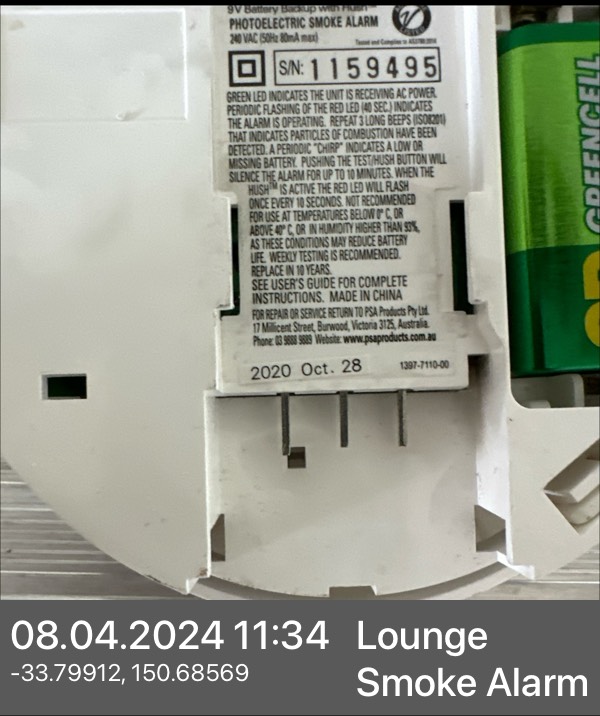 9V Battery Backup with Hush™
PHOTOELECTRIC SMOKE ALARM
240 VAC (50Hz 80mA max)
Tested and Complies to AS3786:2014
S/N: 1159495
GREEN LED INDICATES THE UNIT IS RECEIVING AC POWER.
PERIODIC FLASHING OF THE RED LED (40 SEC.) INDICATES
THE ALARM IS OPERATING. REPEAT 3 LONG BEEPS (ISO8201)
THAT INDICATES PARTICLES OF COMBUSTION HAVE BEEN
DETECTED. A PERIODIC "CHIRP" INDICATES A LOW OR
MISSING BATTERY. PUSHING THE TEST/HUSH BUTTON WILL
SILENCE THE ALARM FOR UP TO 10 MINUTES. WHEN THE
HUSH™ IS ACTIVE THE RED LED WILL FLASH
ONCE EVERY 10 SECONDS. NOT RECOMMENDED
FOR USE AT TEMPERATURES BELOW 0° C, OR
ABOVE 40° C, OR IN HUMIDITY HIGHER THAN 93%,
AS THESE CONDITIONS MAY REDUCE BATTERY
LIFE. WEEKLY TESTING IS RECOMMENDED.
REPLACE IN 10 YEARS.
SEE USER'S GUIDE FOR COMPLETE
INSTRUCTIONS. MADE IN CHINA
FOR REPAIR OR SERVICE RETURN TO PSA Products Pty Ltd.
17 Millicent Street, Burwood, Victoria 3125, Australia.
Phone: 03 9888 9889 Website: www.psaproducts.com.au
2020 Oct. 28 1397-7110-00
GREENCELL
08.04.2024 11:34 Lounge
-33.79912, 150.68569
Smoke Alarm